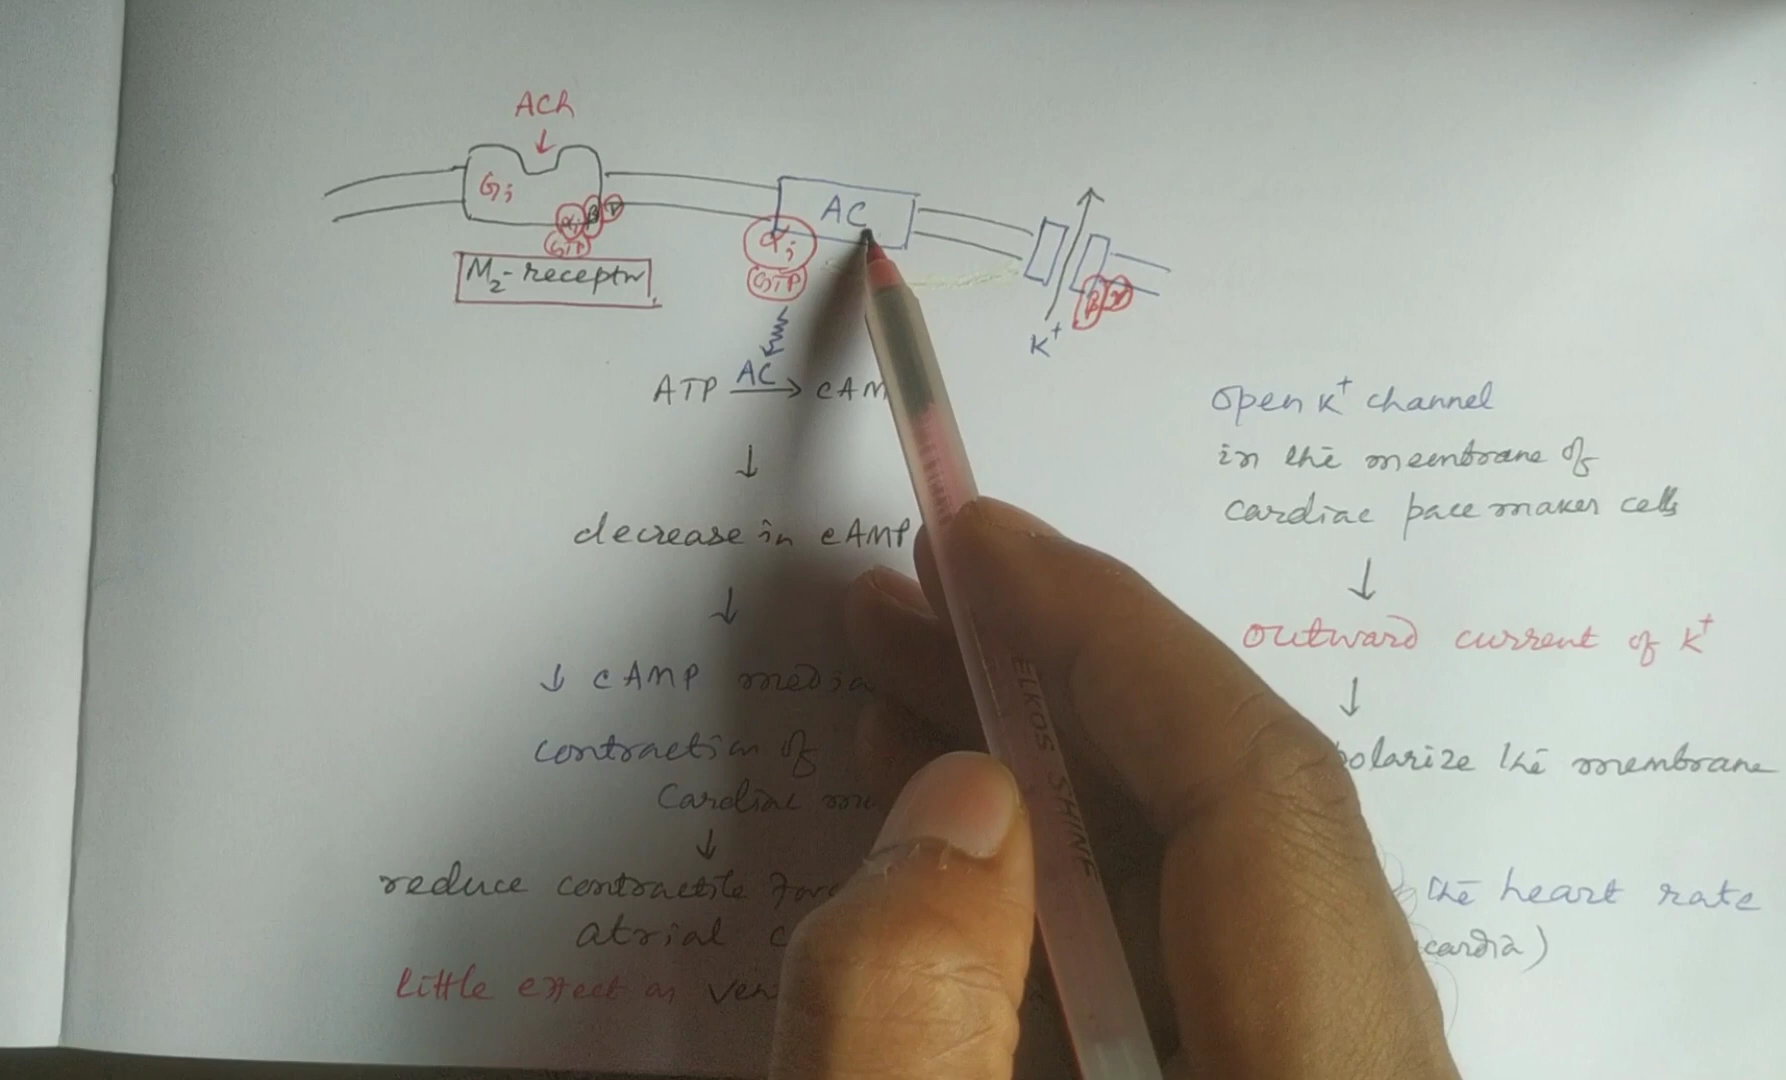 ACh
Gi
αi β γ
GTP
M2-receptor
AC
αi
GTP
β γ
K+
ATP AC → cAM
↓
decrease in cAMP
↓
↓ cAMP media
contraction of
Cardiac mu
↓
reduce contractile for
atrial c
little effect on ven
open K+ channel
in the membrane of
cardiac pace maker cells
↓
outward current of K+
↓
polarize the membrane
the heart rate
cardia)
ELKOS SHINE